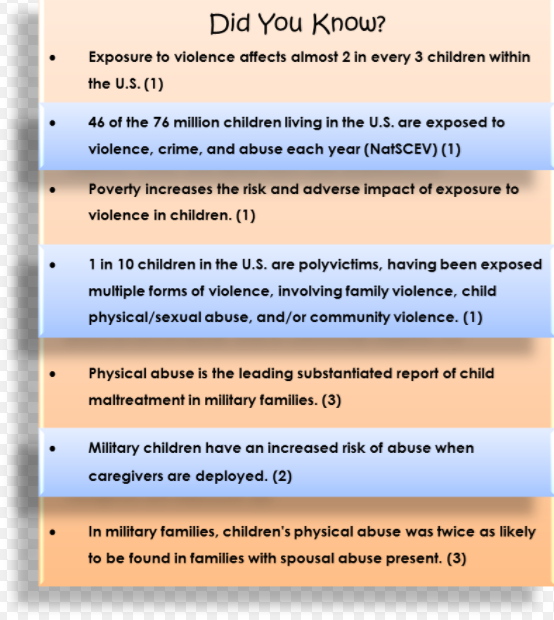 Did You Know?
• Exposure to violence affects almost 2 in every 3 children within
the U.S. (1)
• 46 of the 76 million children living in the U.S. are exposed to
violence, crime, and abuse each year (NatSCEV) (1)
• Poverty increases the risk and adverse impact of exposure to
violence in children. (1)
• 1 in 10 children in the U.S. are polyvictims, having been exposed
multiple forms of violence, involving family violence, child
physical/sexual abuse, and/or community violence. (1)
• Physical abuse is the leading substantiated report of child
maltreatment in military families. (3)
• Military children have an increased risk of abuse when
caregivers are deployed. (2)
• In military families, children's physical abuse was twice as likely
to be found in families with spousal abuse present. (3)